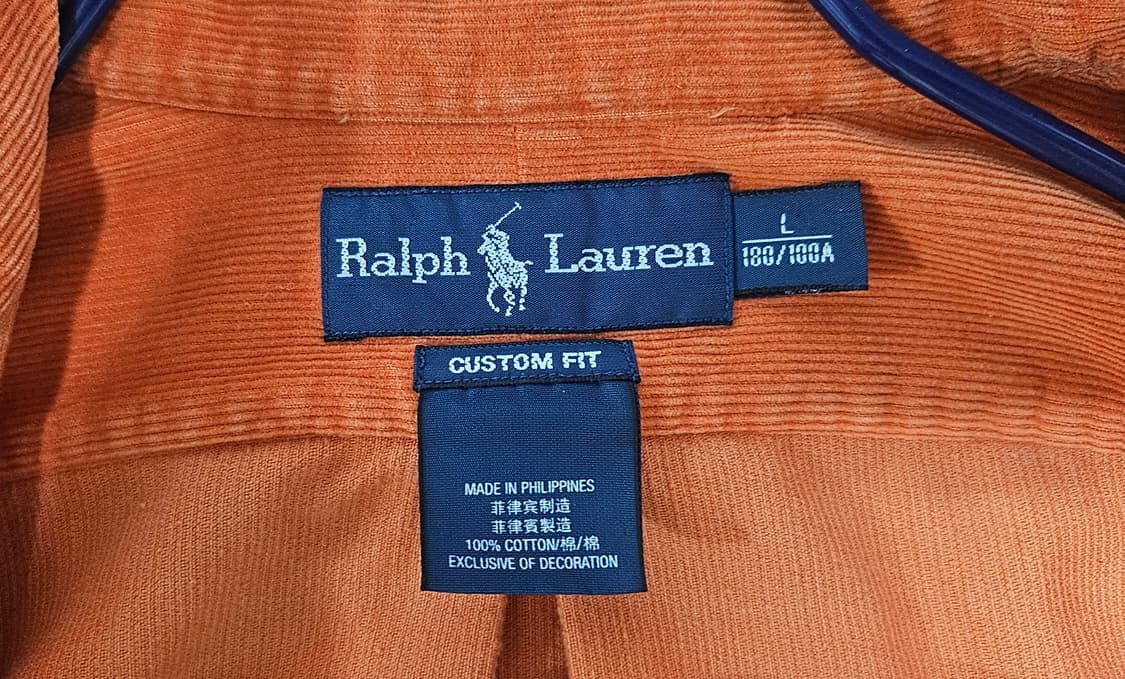 Ralph Lauren
L
180/100A
CUSTOM FIT
MADE IN PHILIPPINES
菲律宾制造
菲律賓製造
100% COTTON/棉/棉
EXCLUSIVE OF DECORATION